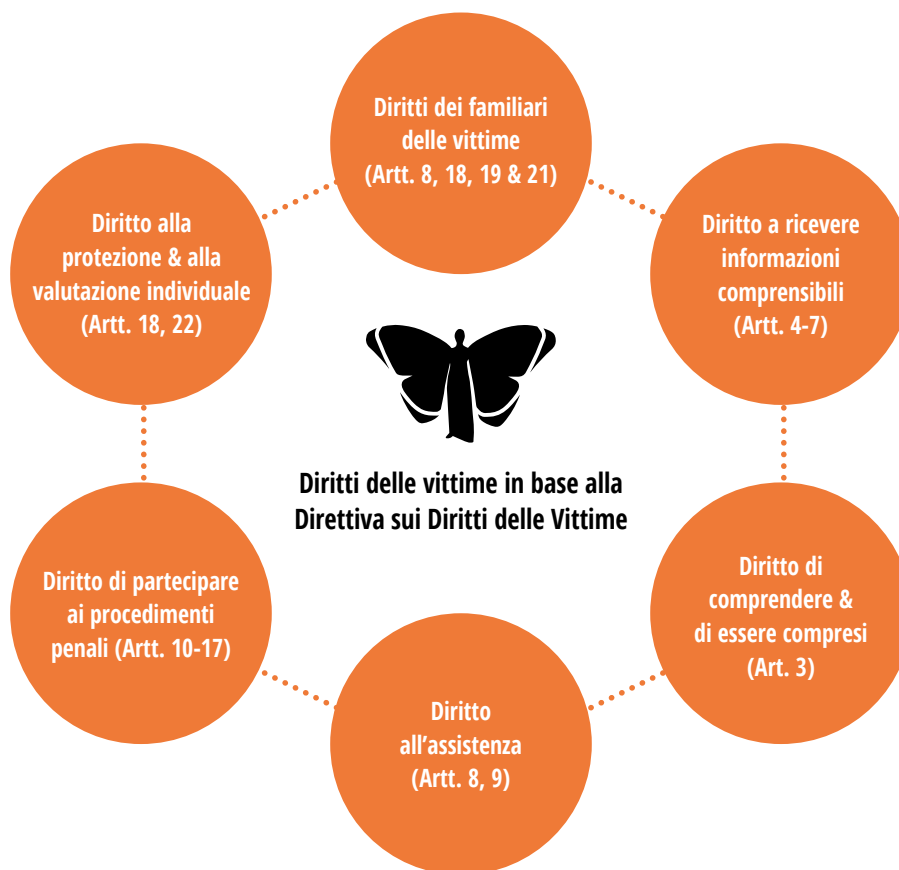 Diritti dei familiari
delle vittime
(Artt. 8, 18, 19 & 21)
Diritto alla
protezione & alla
valutazione individuale
(Artt. 18, 22)
Diritto a ricevere
informazioni
comprensibili
(Artt. 4-7)
Diritti delle vittime in base alla
Direttiva sui Diritti delle Vittime
Diritto di partecipare
ai procedimenti
penali (Artt. 10-17)
Diritto di
comprendere &
di essere compresi
(Art. 3)
Diritto
all’assistenza
(Artt. 8, 9)